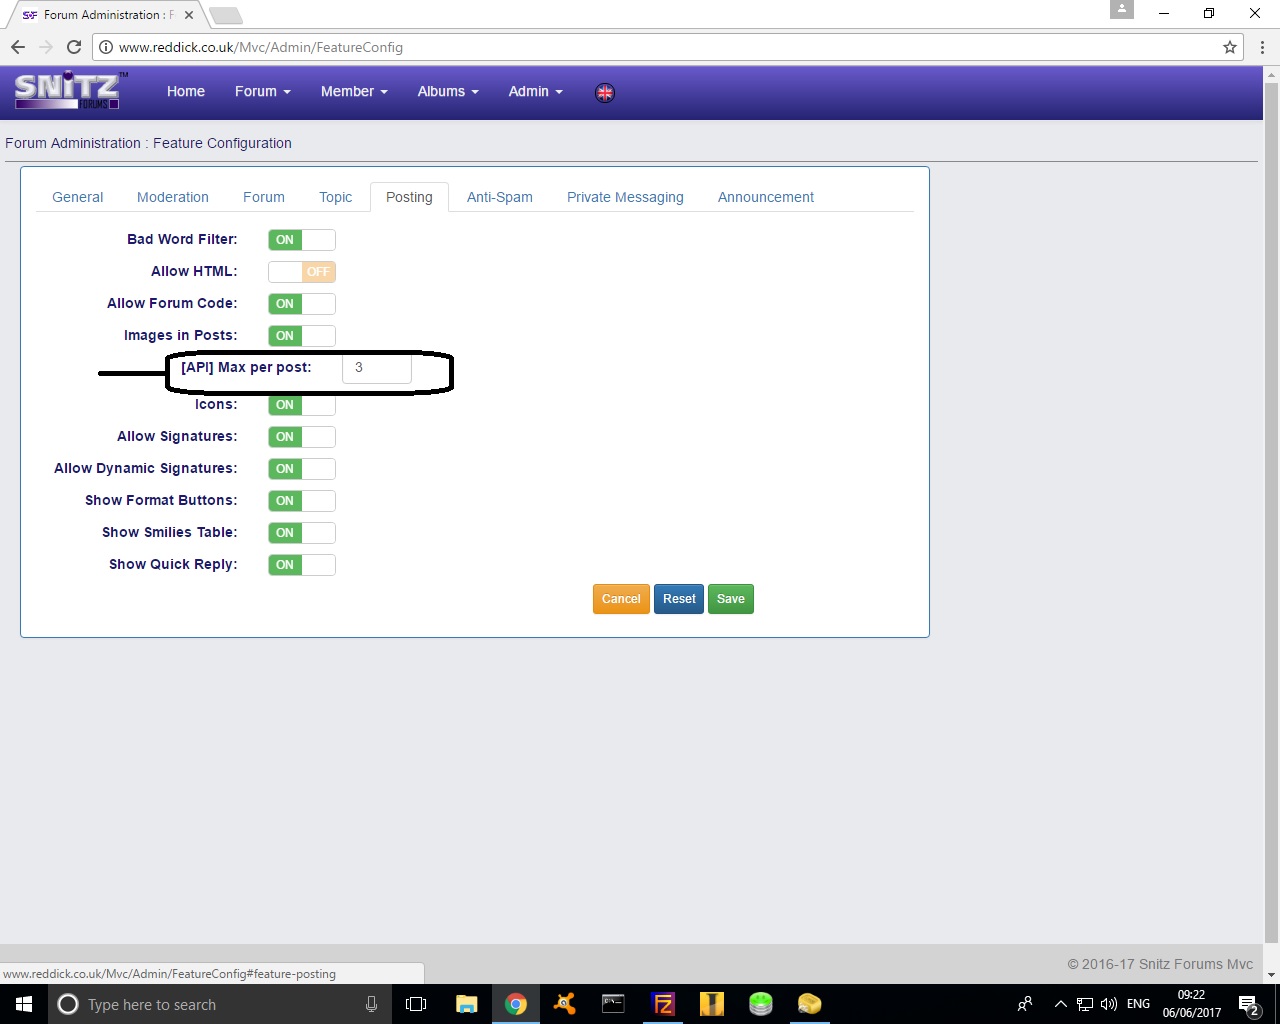 Forum Administration : F
www.reddick.co.uk/Mvc/Admin/FeatureConfig
SNiTZ™ FORUMS
Home Forum Member Albums Admin
Forum Administration : Feature Configuration
General Moderation Forum Topic Posting Anti-Spam Private Messaging Announcement
Bad Word Filter: ON
Allow HTML: OFF
Allow Forum Code: ON
Images in Posts: ON
[API] Max per post: 3
Icons: ON
Allow Signatures: ON
Allow Dynamic Signatures: ON
Show Format Buttons: ON
Show Smilies Table: ON
Show Quick Reply: ON
Cancel Reset Save
© 2016-17 Snitz Forums Mvc
www.reddick.co.uk/Mvc/Admin/FeatureConfig#feature-posting
Type here to search
ENG
09:22
06/06/2017
2